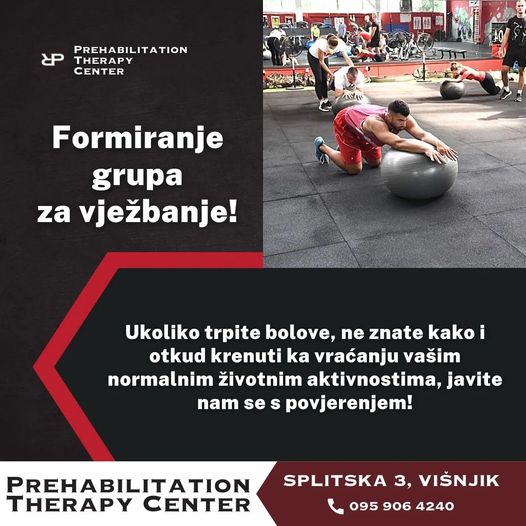 PREHABILITATION
THERAPY
CENTER
Formiranje
grupa
za vježbanje!
Ukoliko trpite bolove, ne znate kako i
otkud krenuti ka vraćanju vašim
normalnim životnim aktivnostima, javite
nam se s povjerenjem!
PREHABILITATION
THERAPY CENTER
SPLITSKA 3, VIŠNJIK
095 906 4240